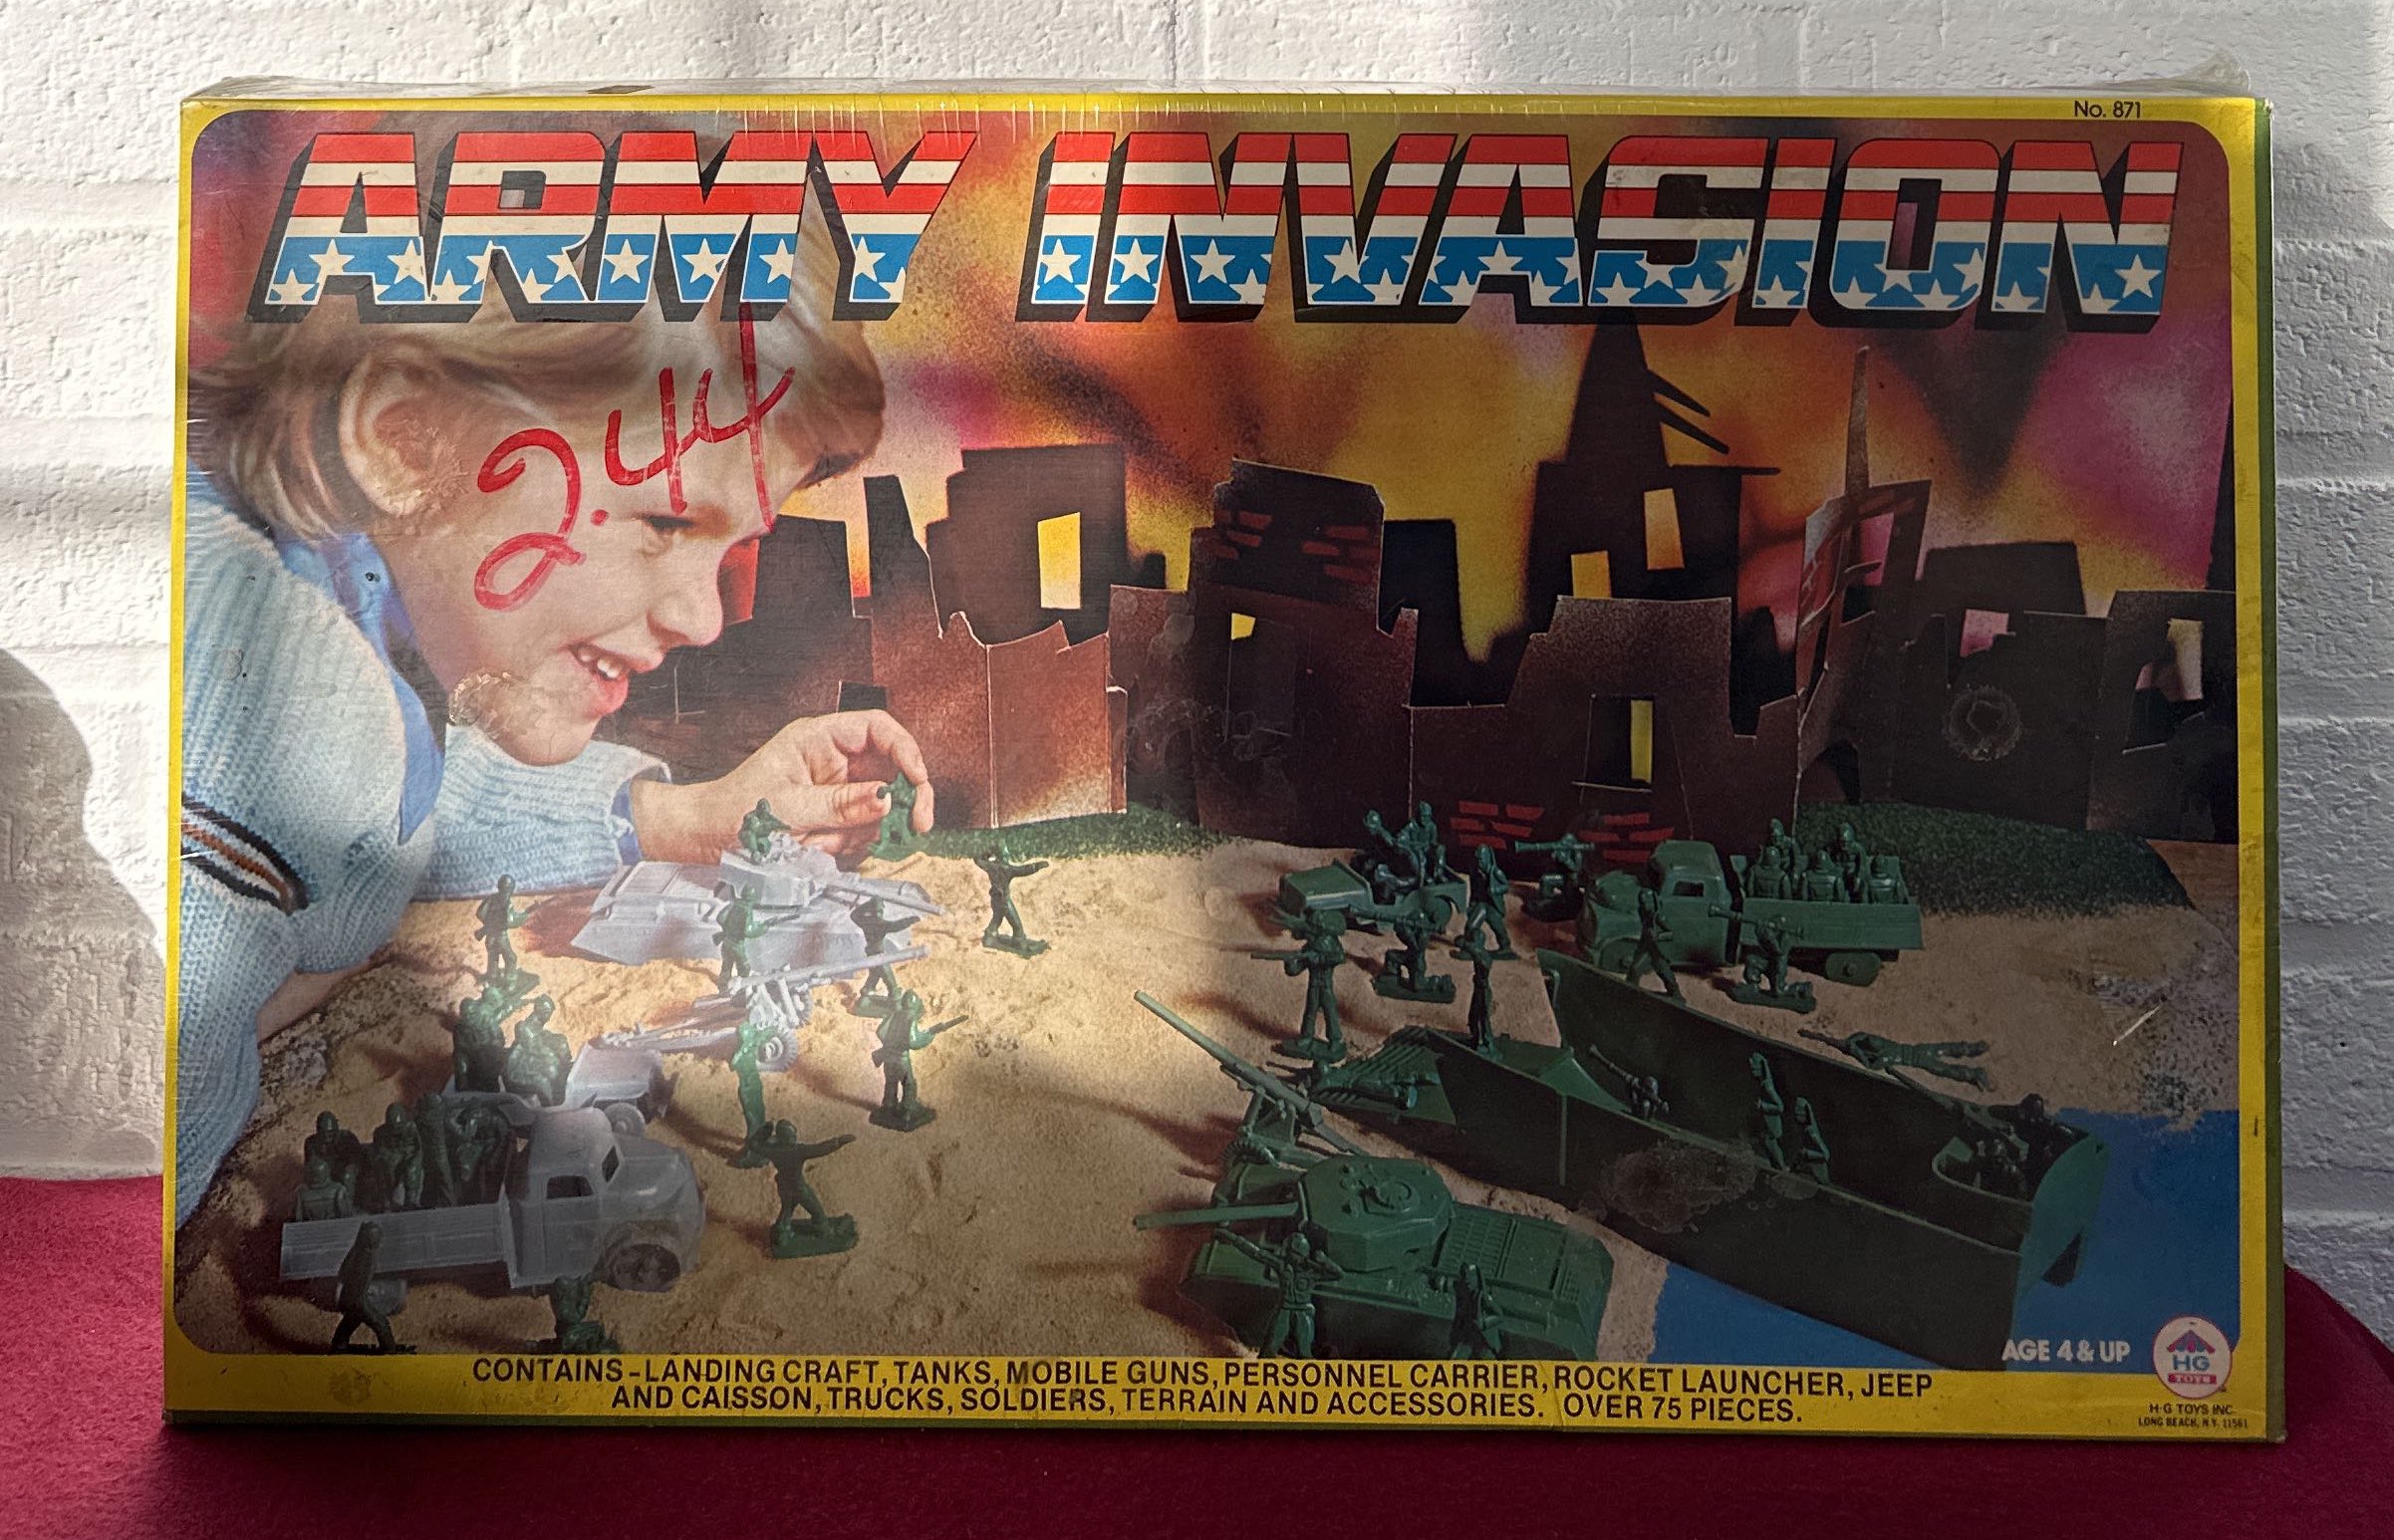 No. 871
ARMY INVASION
2.44
CONTAINS-LANDING CRAFT, TANKS, MOBILE GUNS, PERSONNEL CARRIER, ROCKET LAUNCHER, JEEP
AND CAISSON, TRUCKS, SOLDIERS, TERRAIN AND ACCESSORIES. OVER 75 PIECES.
AGE 4 & UP
HG
TOYS
H·G TOYS INC.
LONG BEACH, N.Y. 11561